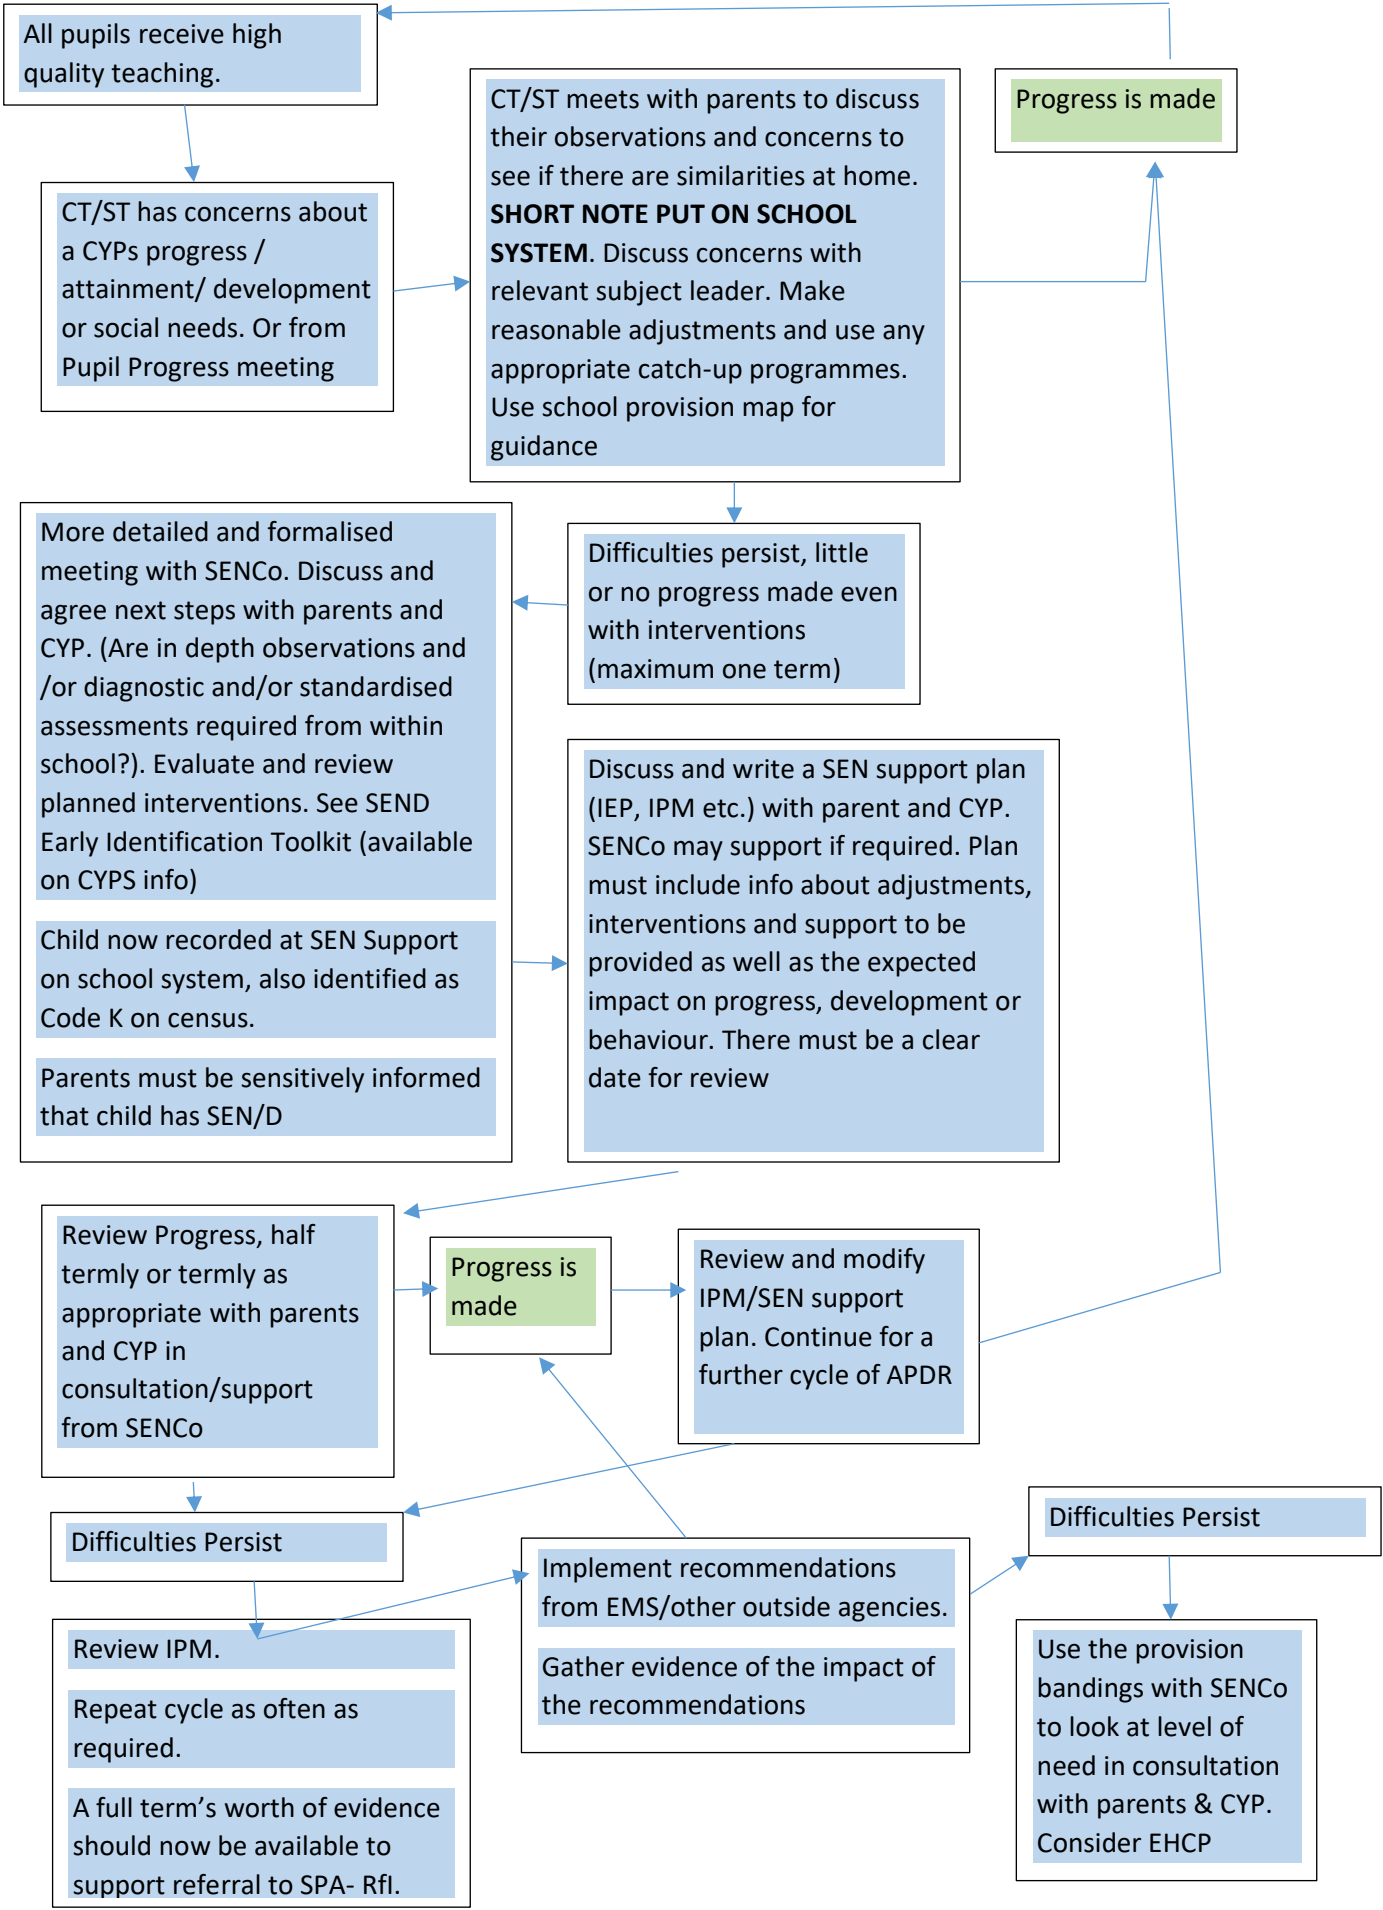 All pupils receive high
quality teaching.
Progress is made
CT/ST meets with parents to discuss
their observations and concerns to
see if there are similarities at home.
SHORT NOTE PUT ON SCHOOL
SYSTEM. Discuss concerns with
relevant subject leader. Make
reasonable adjustments and use any
appropriate catch-up programmes.
Use school provision map for
guidance
CT/ST has concerns about
a CYPs progress /
attainment/ development
or social needs. Or from
Pupil Progress meeting
Difficulties persist, little
or no progress made even
with interventions
(maximum one term)
More detailed and formalised
meeting with SENCo. Discuss and
agree next steps with parents and
CYP. (Are in depth observations and
/or diagnostic and/or standardised
assessments required from within
school?). Evaluate and review
planned interventions. See SEND
Early Identification Toolkit (available
on CYPS info)
Child now recorded at SEN Support
on school system, also identified as
Code K on census.
Parents must be sensitively informed
that child has SEN/D
Discuss and write a SEN support plan
(IEP, IPM etc.) with parent and CYP.
SENCo may support if required. Plan
must include info about adjustments,
interventions and support to be
provided as well as the expected
impact on progress, development or
behaviour. There must be a clear
date for review
Review Progress, half
termly or termly as
appropriate with parents
and CYP in
consultation/support
from SENCo
Progress is
made
Review and modify
IPM/SEN support
plan. Continue for a
further cycle of APDR
Difficulties Persist
Review IPM.
Repeat cycle as often as
required.
A full term’s worth of evidence
should now be available to
support referral to SPA- RfI.
Implement recommendations
from EMS/other outside agencies.
Gather evidence of the impact of
the recommendations
Difficulties Persist
Use the provision
bandings with SENCo
to look at level of
need in consultation
with parents & CYP.
Consider EHCP